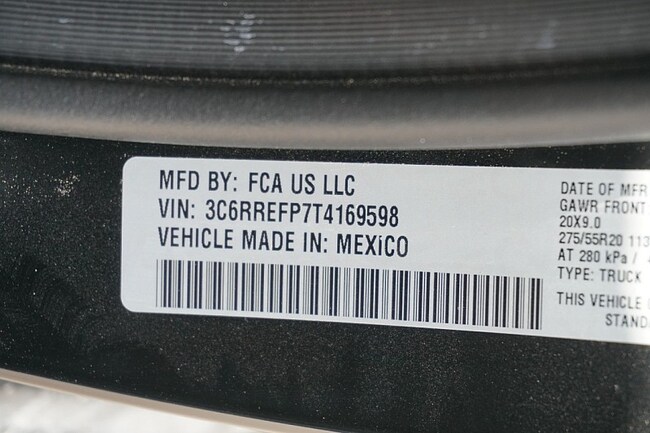 MFD BY: FCA US LLC
VIN: 3C6RREFP7T4169598
VEHICLE MADE IN: MEXiCO
DATE OF MFR
GAWR FRONT
20X9.0
275/55R20 113
AT 280 kPa /
TYPE: TRUCK
THIS VEHICLE
STAND